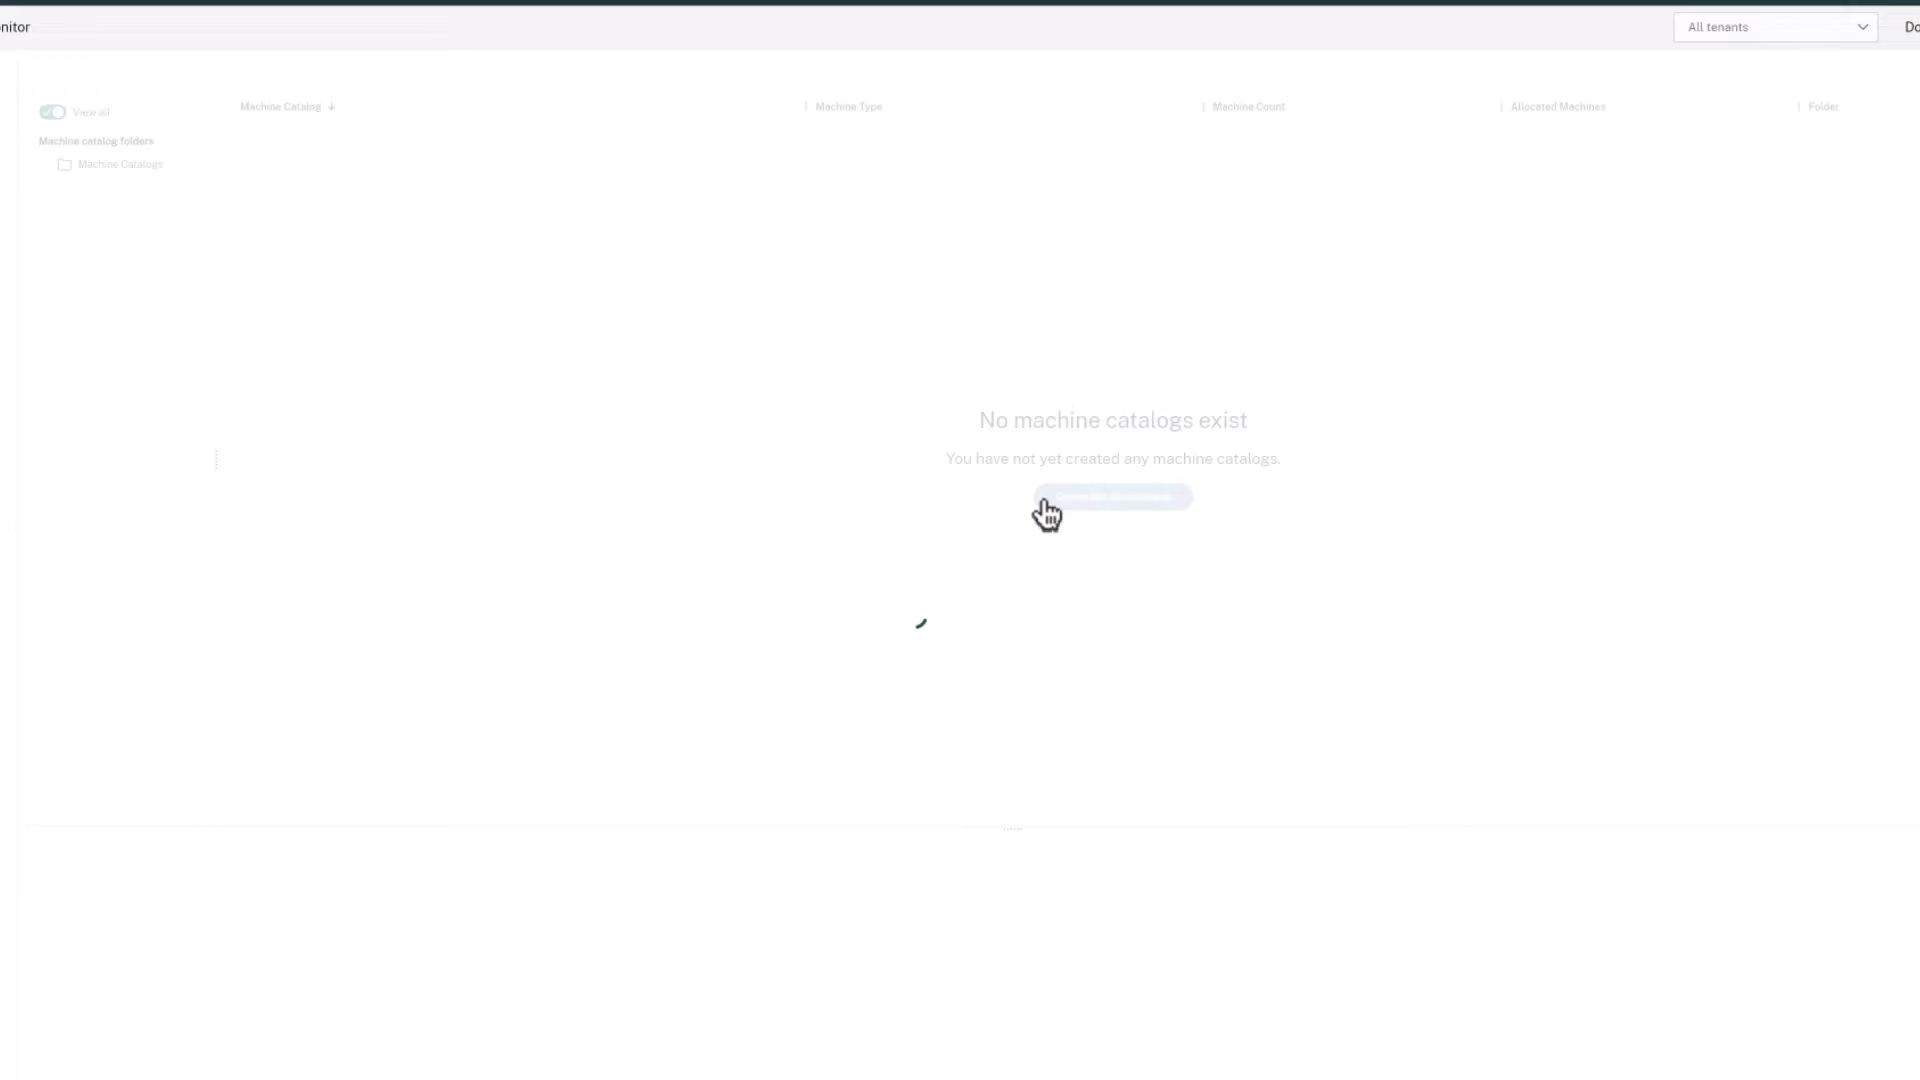 nitor
All tenants
Do
View all
Machine Catalog
Machine Type
Machine Count
Allocated Machines
Folder
Machine catalog folders
Machine Catalogs
No machine catalogs exist
You have not yet created any machine catalogs.